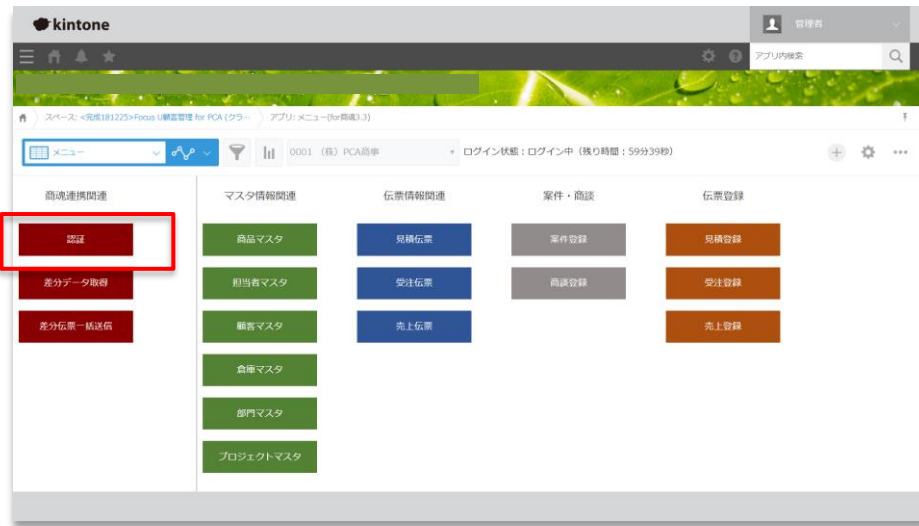 kintone
管理者
アプリ内検索
スペース: <完成181225>Focus U顧客管理 for PCA (クラ… アプリ: メニュー(for商魂3.3)
メニュー
0001 (株) PCA商事
ログイン状態:ログイン中(残り時間:59分39秒)
商魂連携関連 マスタ情報関連 伝票情報関連 案件・商談 伝票登録
認証 商品マスタ 見積伝票 案件登録 見積登録
差分データ取得 担当者マスタ 受注伝票 商談登録 受注登録
差分伝票一括送信 顧客マスタ 売上伝票 売上登録
倉庫マスタ
部門マスタ
プロジェクトマスタ